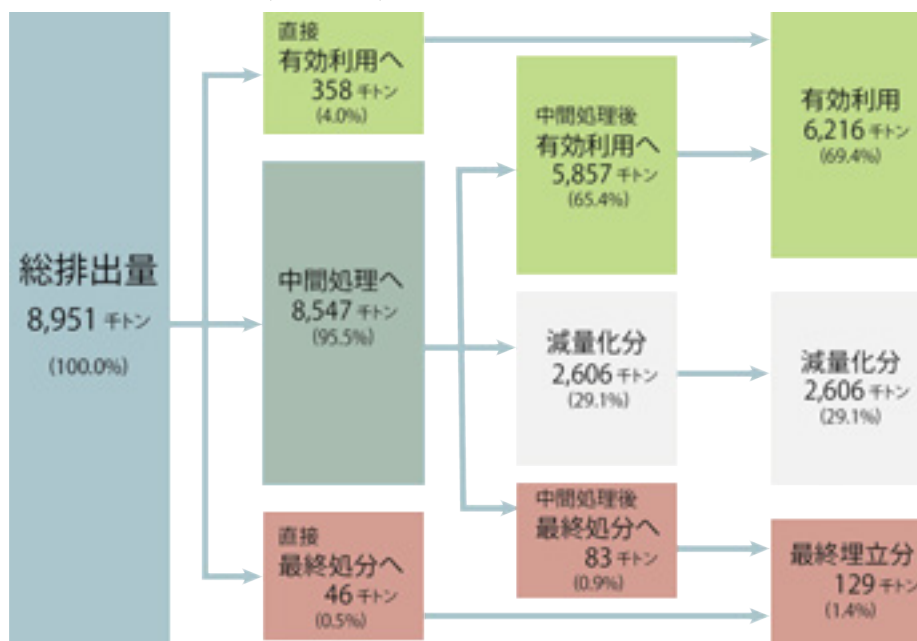 総排出量
8,951 千トン
(100.0%)
直接
有効利用へ
358 千トン
(4.0%)
中間処理へ
8,547 千トン
(95.5%)
直接
最終処分へ
46 千トン
(0.5%)
中間処理後
有効利用へ
5,857 千トン
(65.4%)
減量化分
2,606 千トン
(29.1%)
中間処理後
最終処分へ
83 千トン
(0.9%)
有効利用
6,216 千トン
(69.4%)
減量化分
2,606 千トン
(29.1%)
最終埋立分
129 千トン
(1.4%)